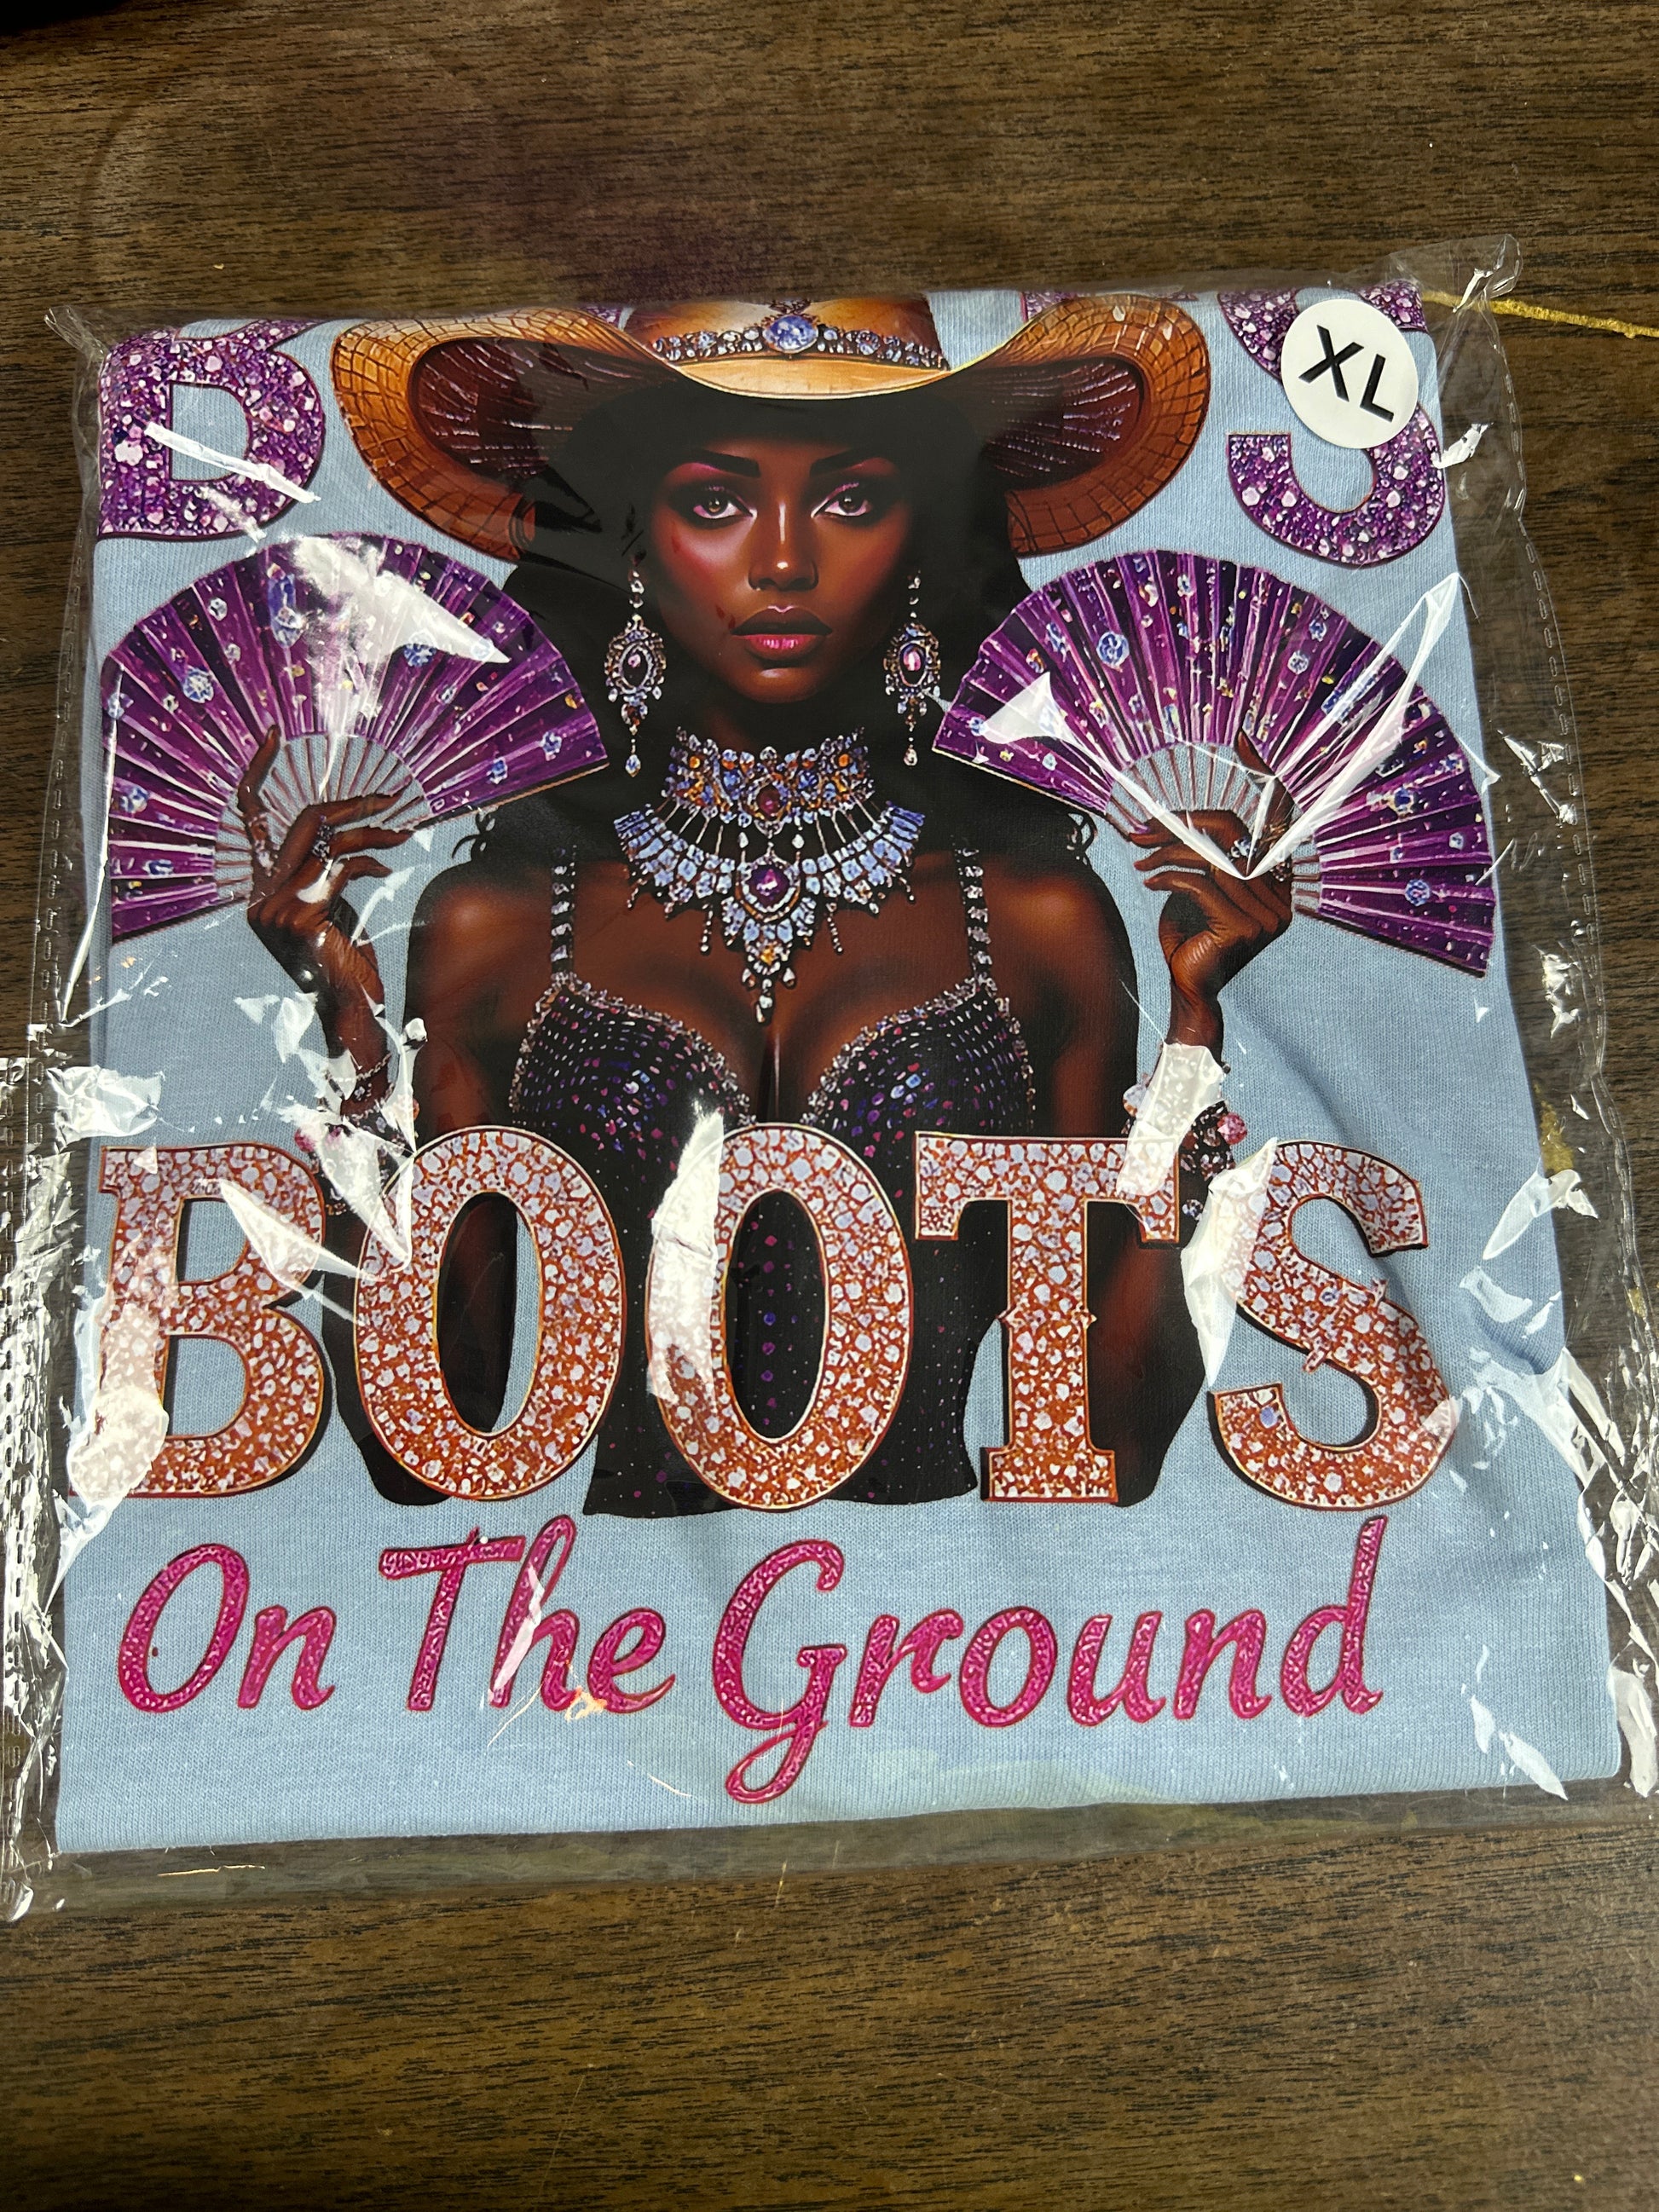 XL
BOOTS
On The Ground